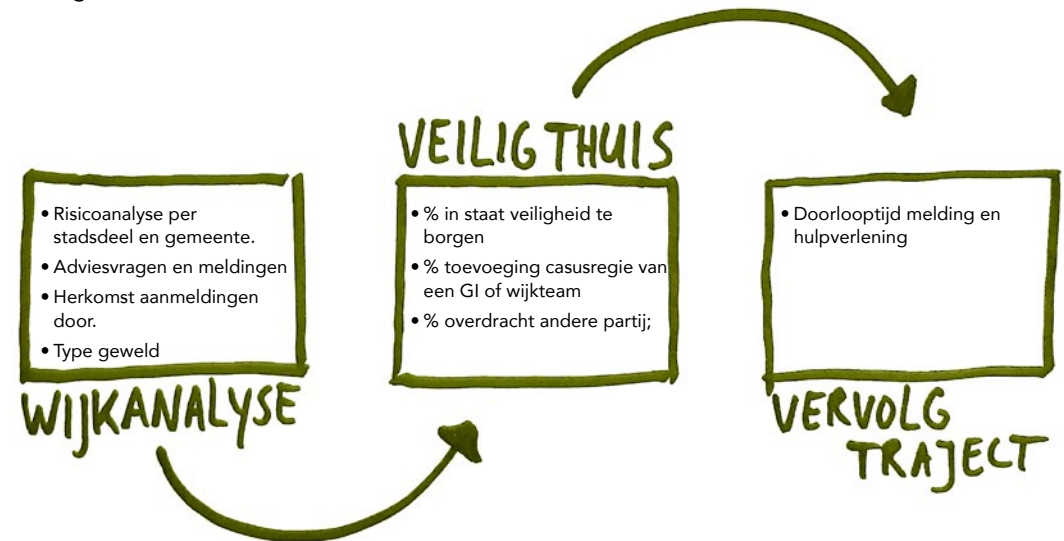 • Risicoanalyse per
stadsdeel en gemeente.
• Adviesvragen en meldingen
• Herkomst aanmeldingen
door.
• Type geweld
WIJKANALYSE
VEILIG THUIS
• % in staat veiligheid te
borgen
• % toevoeging casusregie van
een GI of wijkteam
• % overdracht andere partij;
• Doorlooptijd melding en
hulpverlening
VERVOLG
TRAJECT